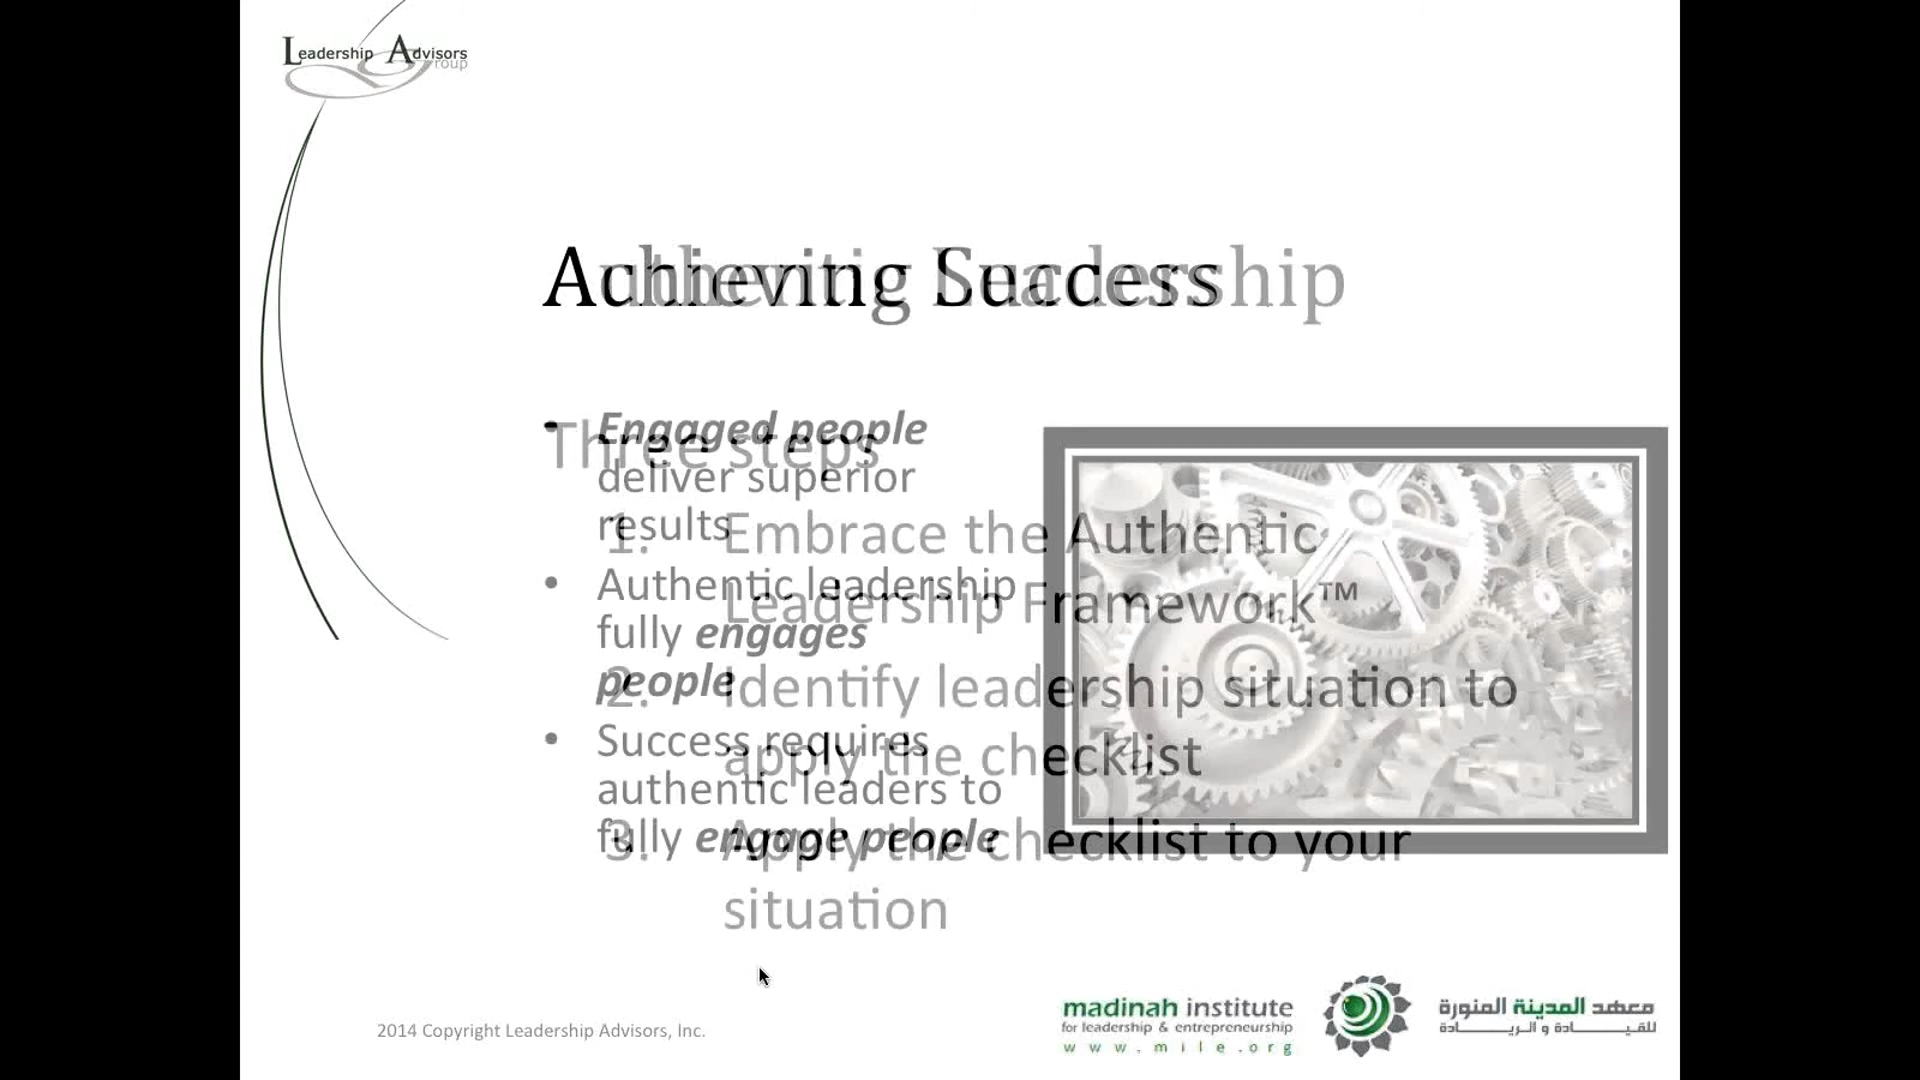 Leadership Advisors
roup
Achieving Success
Authentic Leadership
• Engaged people
deliver superior
results
• Authentic leadership
fully engages
people
• Success requires
authentic leaders to
fully engage people
Three steps
1. Embrace the Authentic
Leadership Framework™
2. Identify leadership situation to
apply the checklist
3. Apply the checklist to your
situation
2014 Copyright Leadership Advisors, Inc.
madinah institute
for leadership & entrepreneurship
www.mile.org
معهد المدينة المنورة
للقيـــادة و الريـــادة